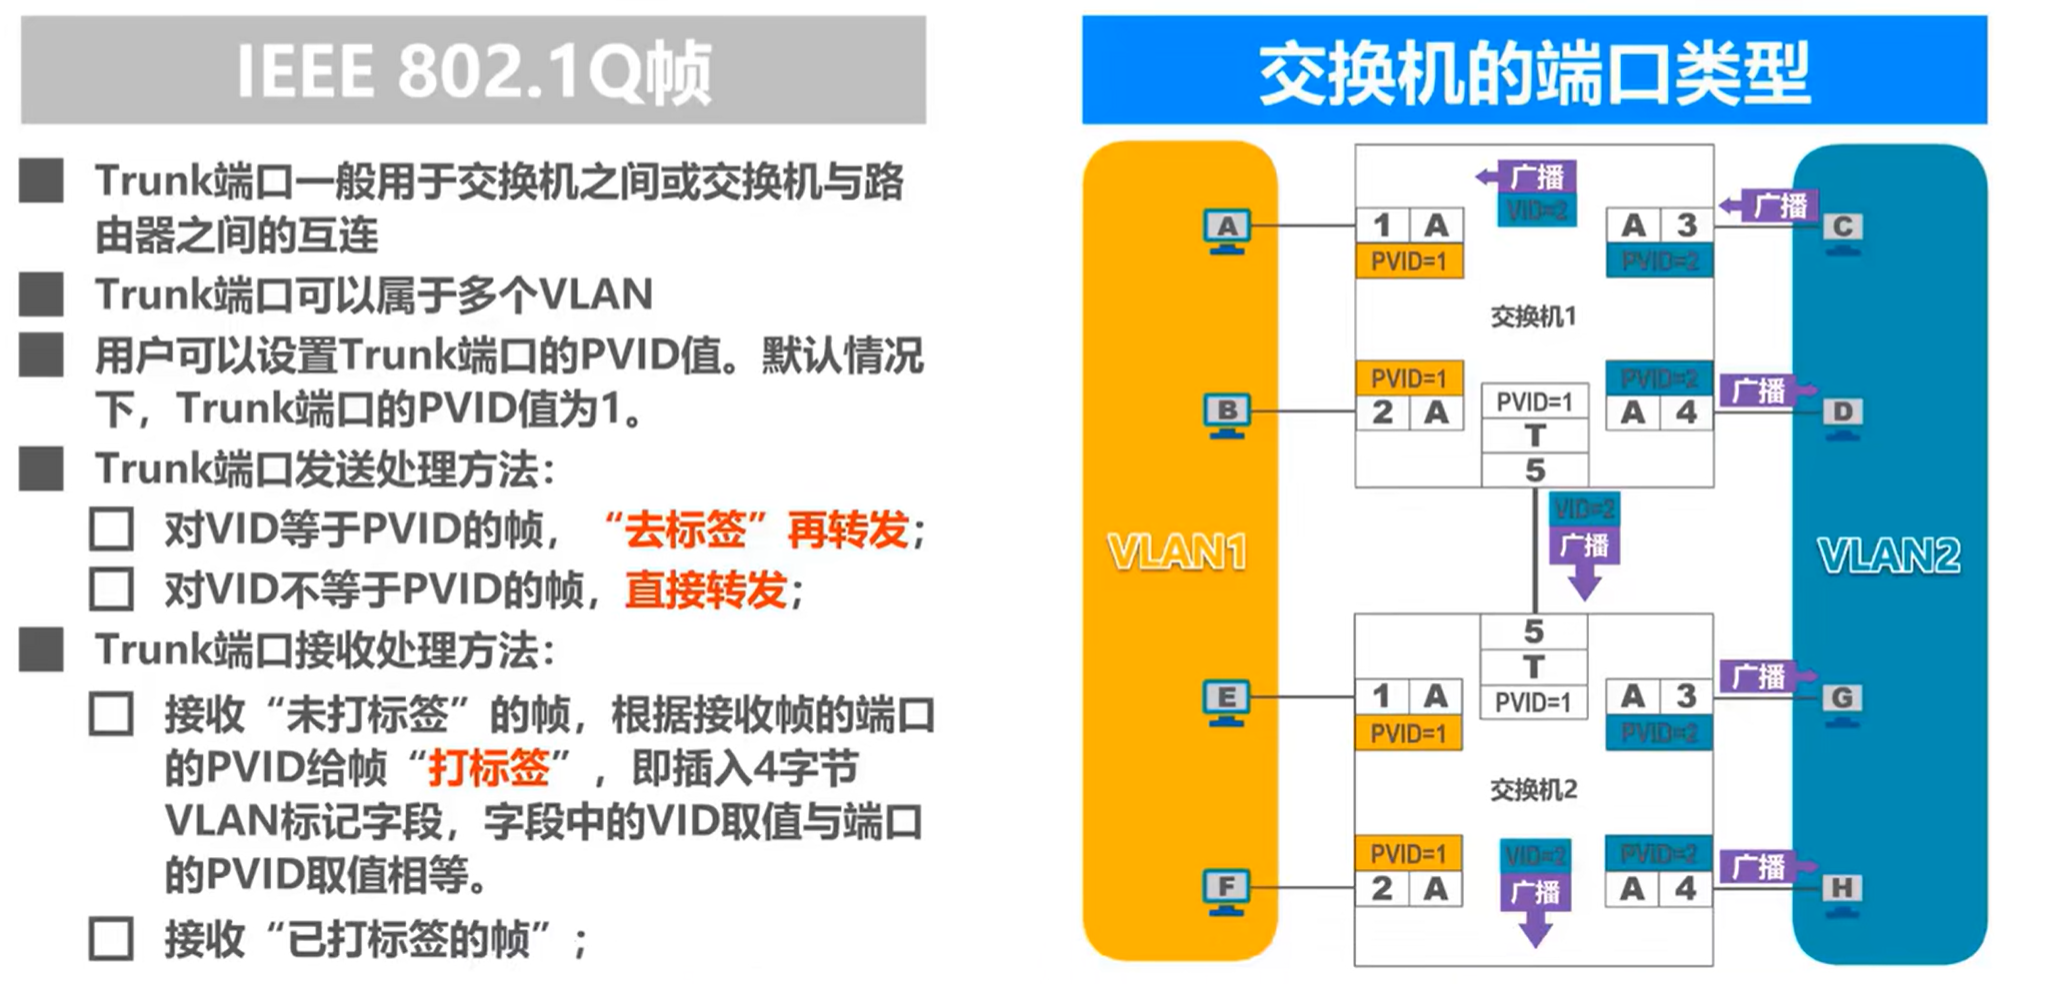 IEEE 802.1Q帧
Trunk端口一般用于交换机之间或交换机与路
由器之间的互连
Trunk端口可以属于多个VLAN
用户可以设置Trunk端口的PVID值。默认情况
下，Trunk端口的PVID值为1。
Trunk端口发送处理方法：
对VID等于PVID的帧，“去标签”再转发；
对VID不等于PVID的帧，直接转发；
Trunk端口接收处理方法：
接收“未打标签”的帧，根据接收帧的端口
的PVID给帧“打标签”，即插入4字节
VLAN标记字段，字段中的VID取值与端口
的PVID取值相等。
接收“已打标签的帧”；
交换机的端口类型
广播
VID=2
广播
A
1 A
A 3
C
PVID=1
PVID=2
交换机1
PVID=1
PVID=2
广播
B
2 A
PVID=1
A 4
D
T
5
VID=2
广播
VLAN1
VLAN2
5
T
PVID=1
广播
E
1 A
A 3
G
PVID=1
PVID=2
交换机2
PVID=1
VID=2
PVID=2
广播
F
2 A
广播
A 4
H